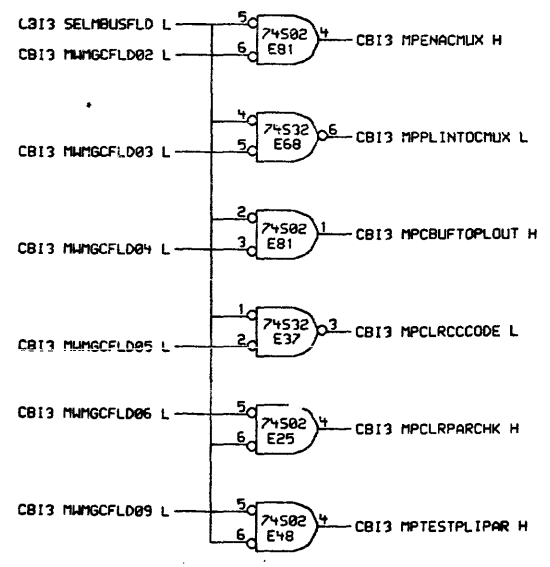 CBI3 SELMBUSFLD L 5 74S02 4 CBI3 MPENACMUX H
CBI3 MWMGCFLD02 L 6 E81
4 74S32 6 CBI3 MPPLINTOCMUX L
CBI3 MWMGCFLD03 L 5 E68
2 74S02 1 CBI3 MPCBUFTOPLOUT H
CBI3 MWMGCFLD04 L 3 E81
1 74S32 3 CBI3 MPCLRCCCODE L
CBI3 MWMGCFLD05 L 2 E37
CBI3 MWMGCFLD06 L 5 74S02 4 CBI3 MPCLRPARCHK H
6 E25
CBI3 MWMGCFLD09 L 5 74S02 4 CBI3 MPTESTPLIPAR H
6 E48